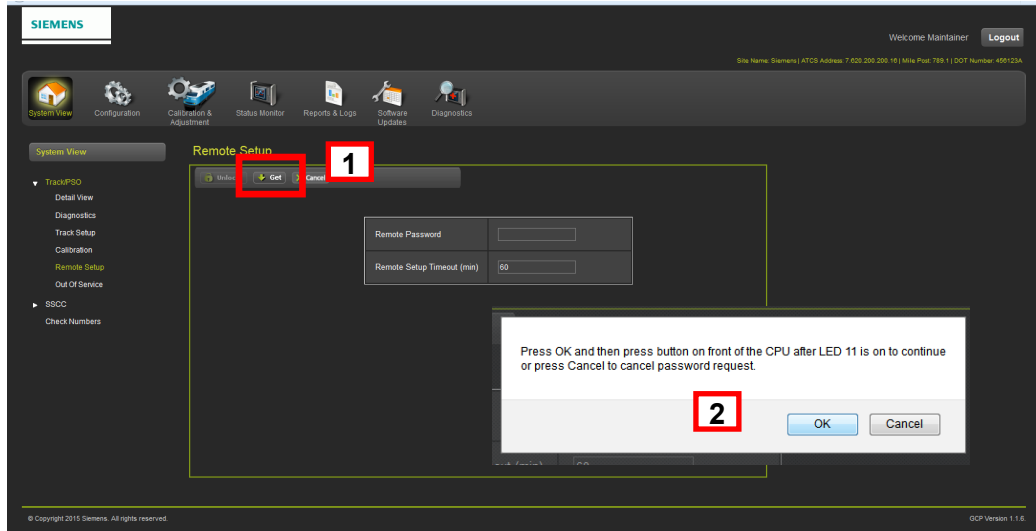 SIEMENS
Welcome Maintainer Logout
Site Name: Siemens | ATCS Address: 7.620.200.200.16 | Mile Post: 789.1 | DOT Number: 456123A
System View
Configuration
Calibration &
Adjustment
Status Monitor
Reports & Logs
Software
Updates
Diagnostics
System View
Track/PSO
Detail View
Diagnostics
Track Setup
Calibration
Remote Setup
Out Of Service
SSCC
Check Numbers
Remote Setup
1
Get Cancel
Remote Password
Remote Setup Timeout (min) 60
Press OK and then press button on front of the CPU after LED 11 is on to continue
or press Cancel to cancel password request.
2
OK Cancel
© Copyright 2015 Siemens. All rights reserved.
GCP Version 1.1.6.